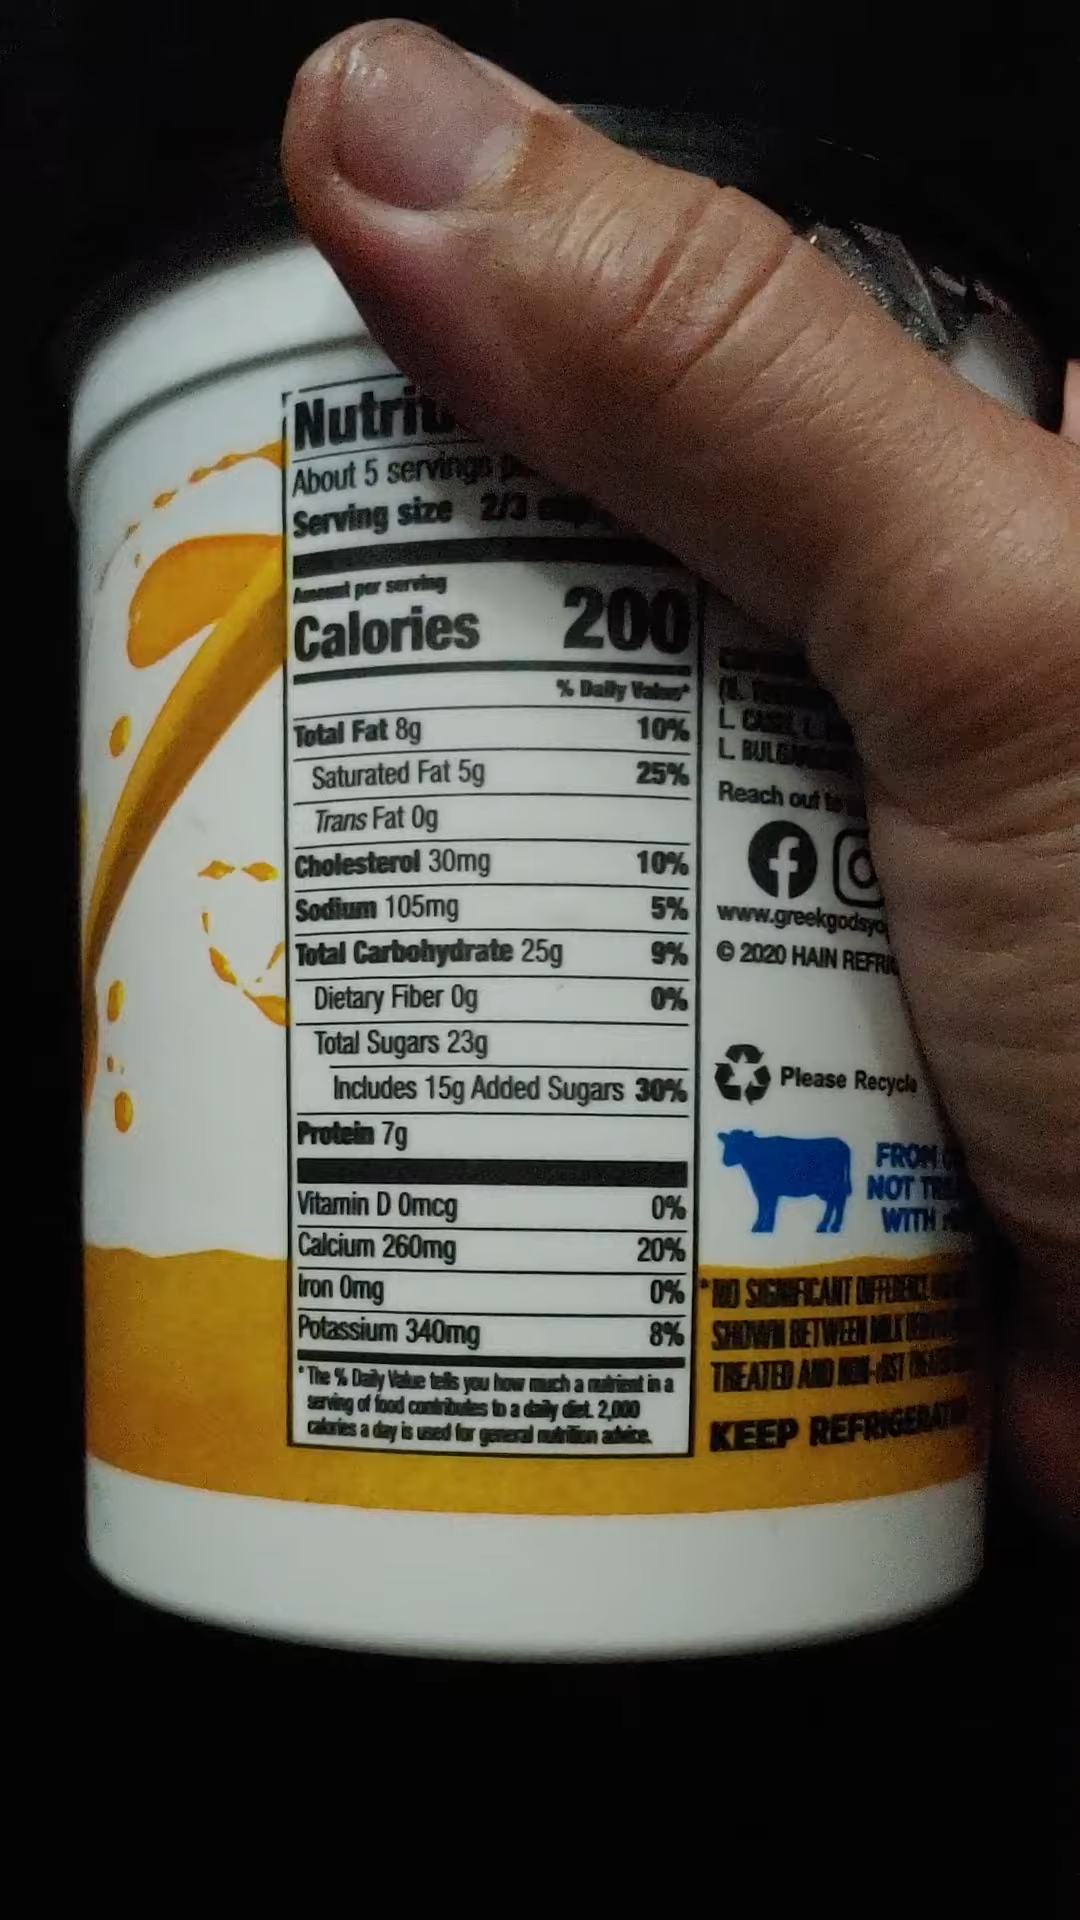 Nutrit
About 5 servings
Serving size 2/3
Amount per serving
Calories 200
% Daily Value*
Total Fat 8g 10%
Saturated Fat 5g 25%
Trans Fat 0g
Cholesterol 30mg 10%
Sodium 105mg 5%
Total Carbohydrate 25g 9%
Dietary Fiber 0g 0%
Total Sugars 23g
Includes 15g Added Sugars 30%
Protein 7g
Vitamin D 0mcg 0%
Calcium 260mg 20%
Iron 0mg 0%
Potassium 340mg 8%
*The % Daily Value tells you how much a nutrient in a
serving of food contributes to a daily diet. 2,000
calories a day is used for general nutrition advice.
L. CASEI,
L.
Reach out to
www.greekgodsyo
© 2020 HAIN REFRI
Please Recycle
FROM
NOT TR
WITH
*NO SIGNIFICANT DIFFERENCE
SHOWN BETWEEN MILK
TREATED AND NON-rBST
KEEP REFRIGERAT